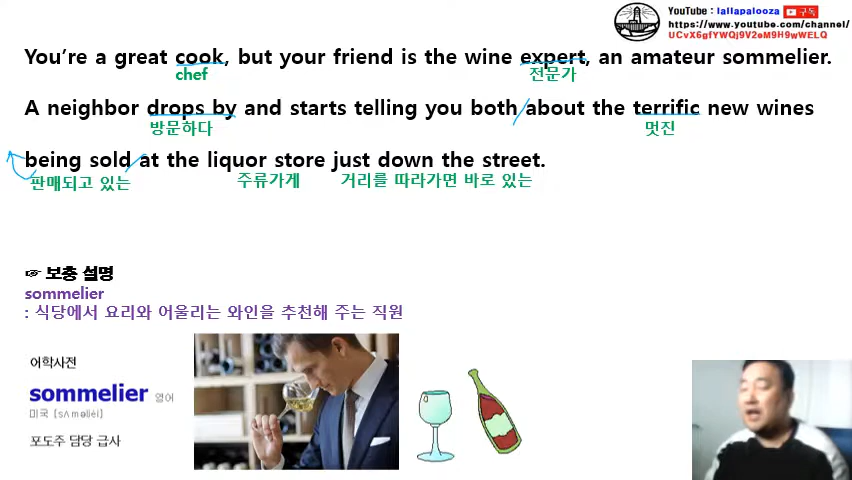 YouTube : lallapalooza 구독
https://www.youtube.com/channel/
UCvX6gfYWQj9V2eM9H9wWELQ
You're a great cook, but your friend is the wine expert, an amateur sommelier.
chef 전문가
A neighbor drops by and starts telling you both about the terrific new wines
방문하다 멋진
being sold at the liquor store just down the street.
판매되고 있는 주류가게 거리를 따라가면 바로 있는
☞ 보충 설명
sommelier
: 식당에서 요리와 어울리는 와인을 추천해 주는 직원
어학사전
sommelier 영어
미국 [sʌməljéi]
포도주 담당 급사